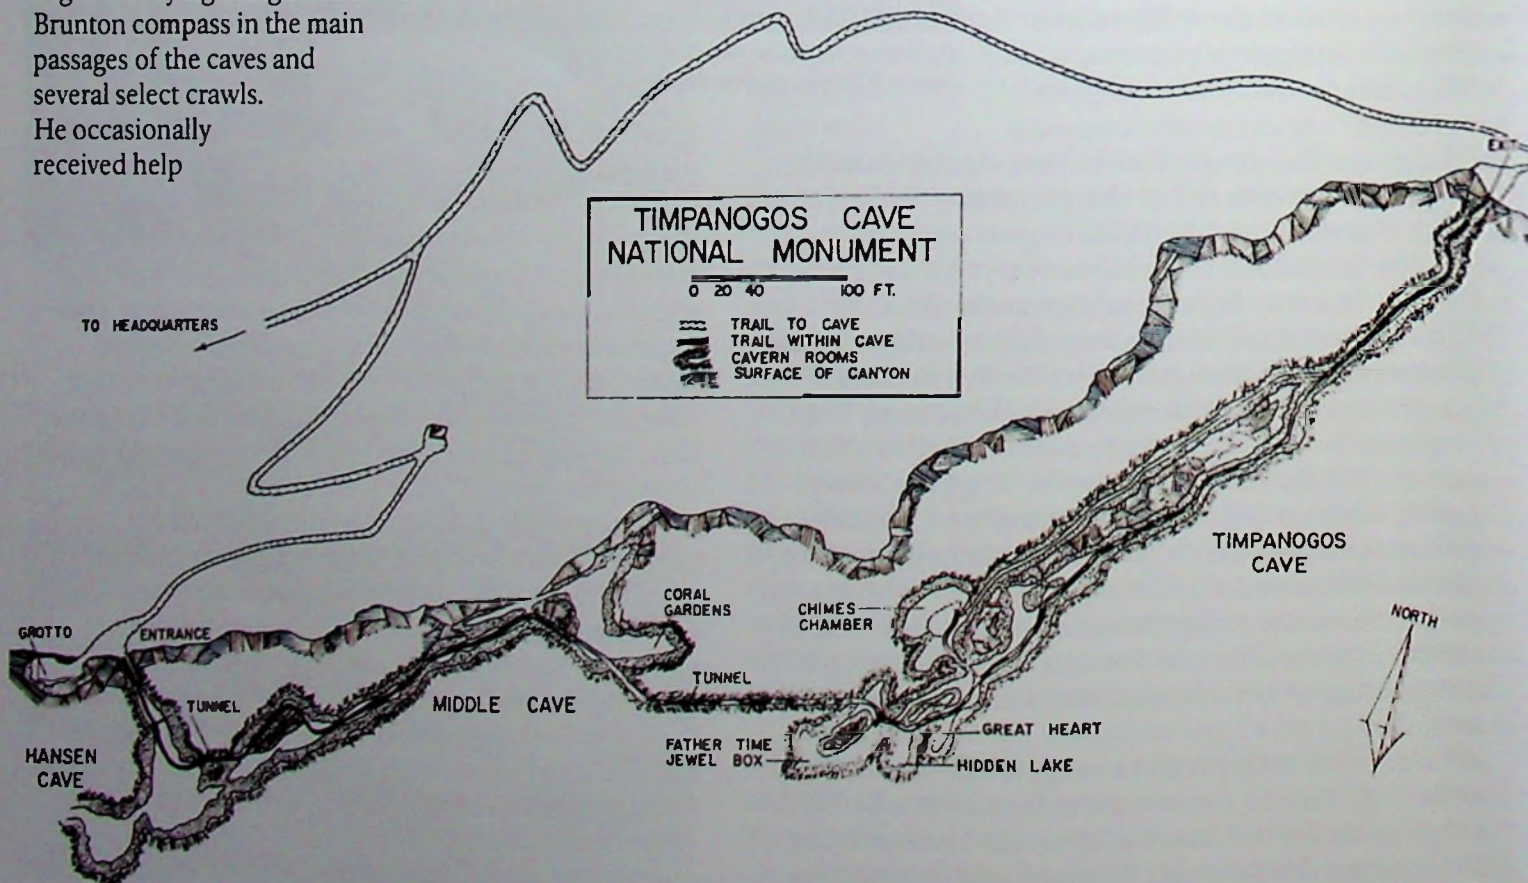 Brunton compass in the main
passages of the caves and
several select crawls.
He occasionally
received help
EXIT
TIMPANOGOS CAVE
NATIONAL MONUMENT
0 20 40 100 FT.
TRAIL TO CAVE
TRAIL WITHIN CAVE
CAVERN ROOMS
SURFACE OF CANYON
TO HEADQUARTERS
TIMPANOGOS
CAVE
CORAL
GARDENS
CHIMES
CHAMBER
NORTH
GROTTO
ENTRANCE
TUNNEL
MIDDLE CAVE
TUNNEL
HANSEN
CAVE
FATHER TIME
JEWEL BOX
GREAT HEART
HIDDEN LAKE